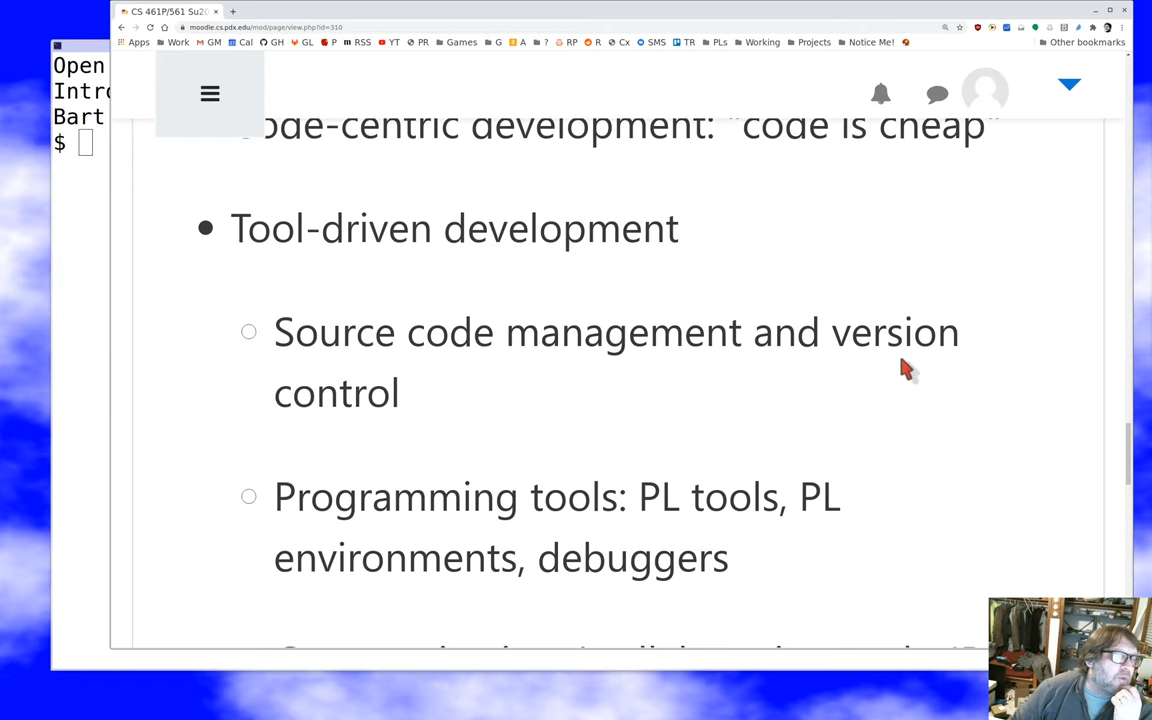 CS 461P/561 Su20
moodle.cs.pdx.edu/mod/page/view.php?id=310
Apps Work GM Cal GH GL P RSS YT PR Games G A ? RP R Cx SMS TR PLs Working Projects Notice Me! Other bookmarks
Open
Intro
Bart
$
Code-centric development: "code is cheap"
Tool-driven development
Source code management and version
control
Programming tools: PL tools, PL
environments, debuggers